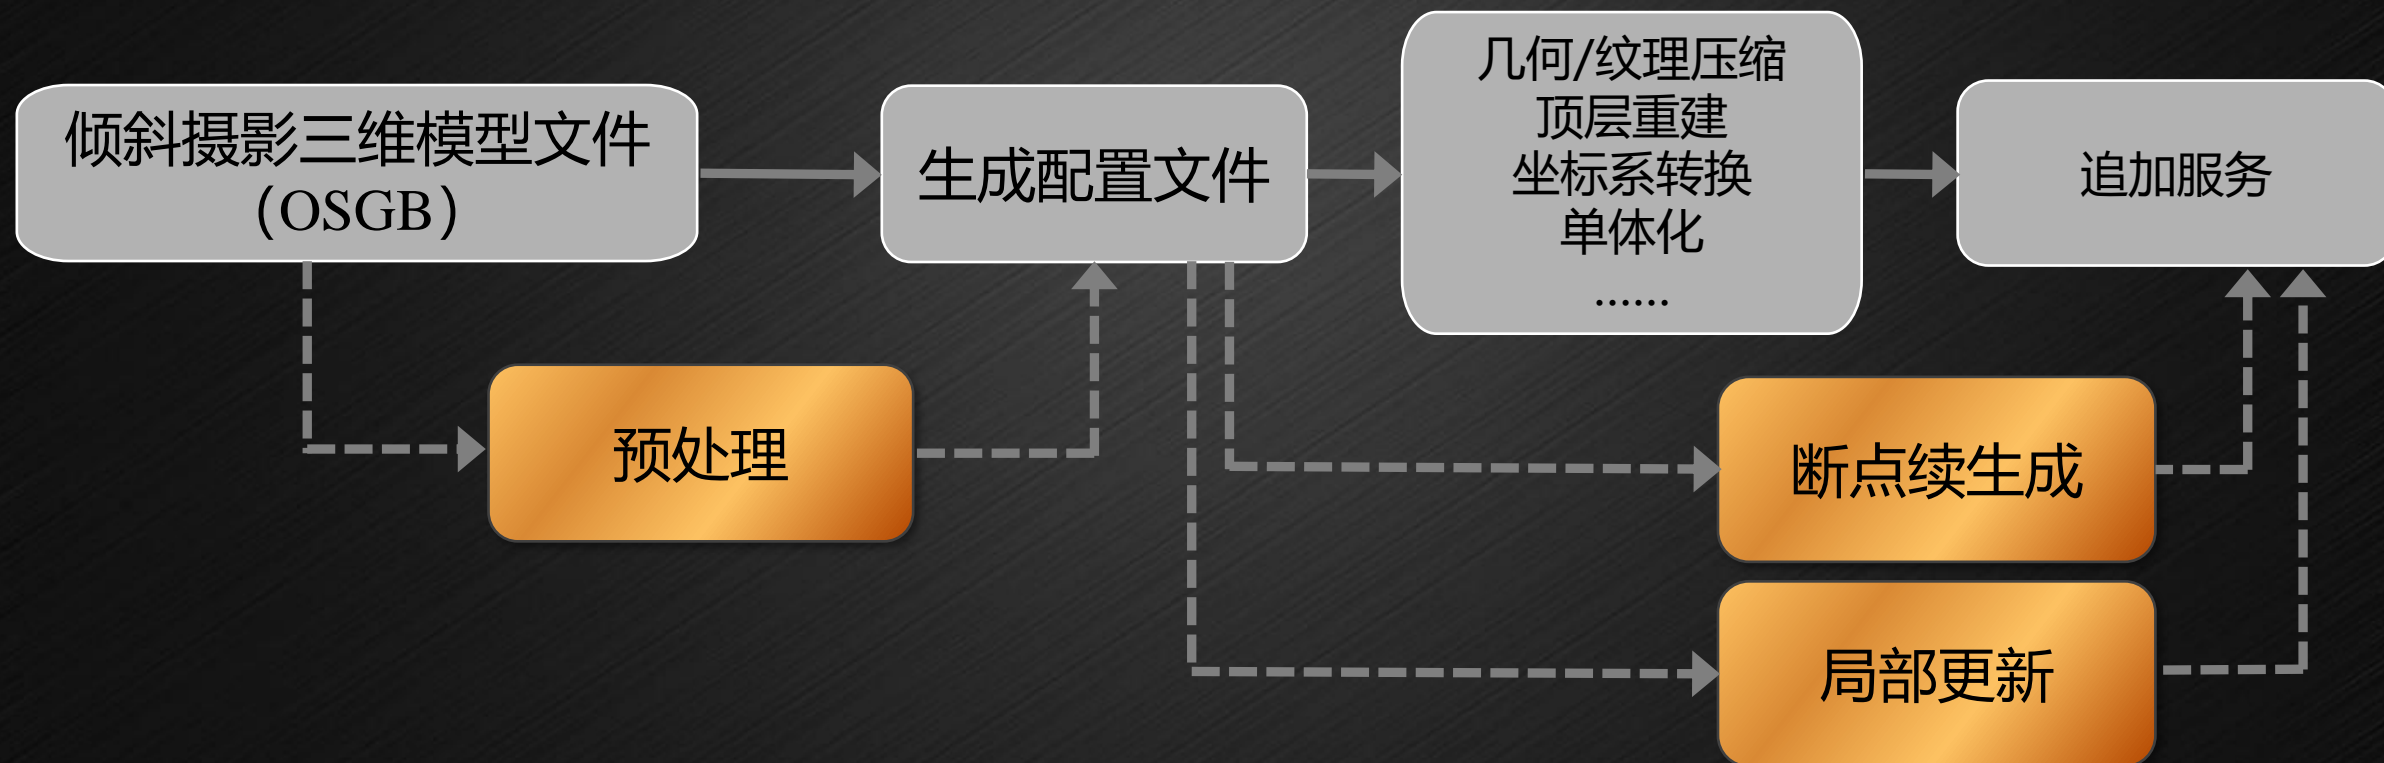 倾斜摄影三维模型文件
（OSGB）
生成配置文件
几何/纹理压缩
顶层重建
坐标系转换
单体化
......
追加服务
预处理
断点续生成
局部更新